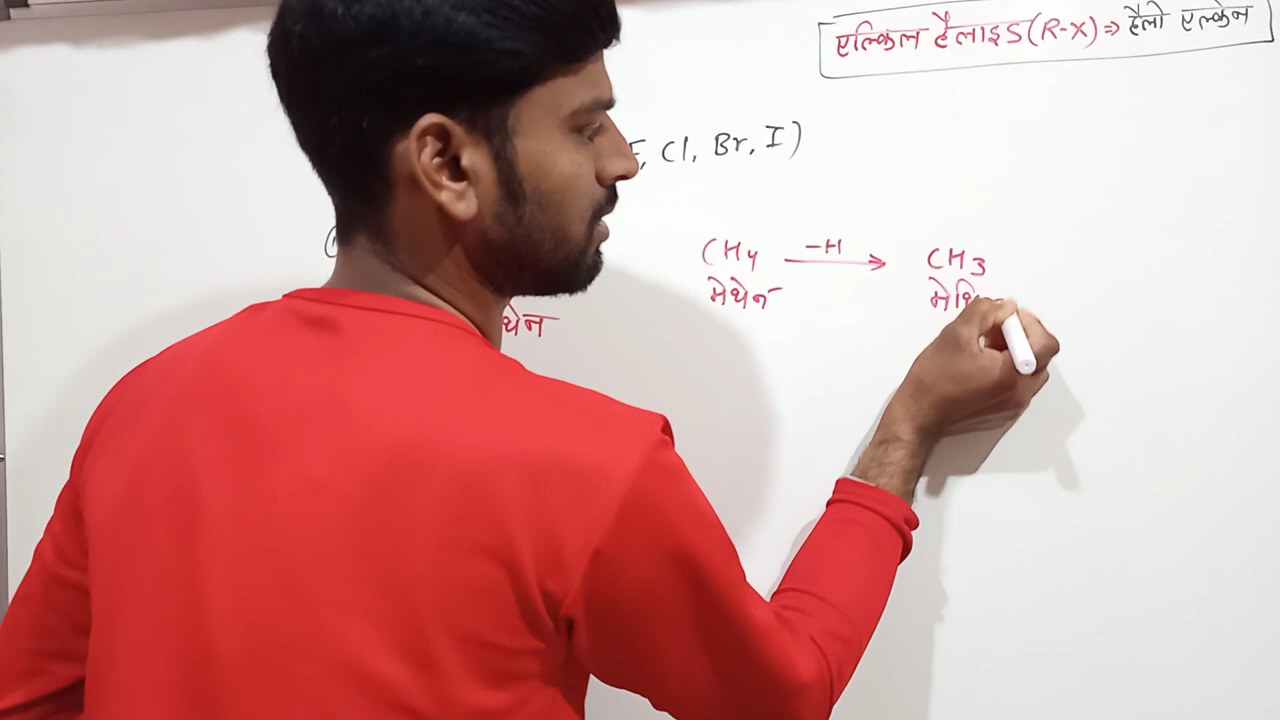 एल्किल हैलाइड (R-X) ⇒ हैलो एल्केन
, Cl, Br, I)
CH4 —H→ CH3
मेथेन मेथि
थेन